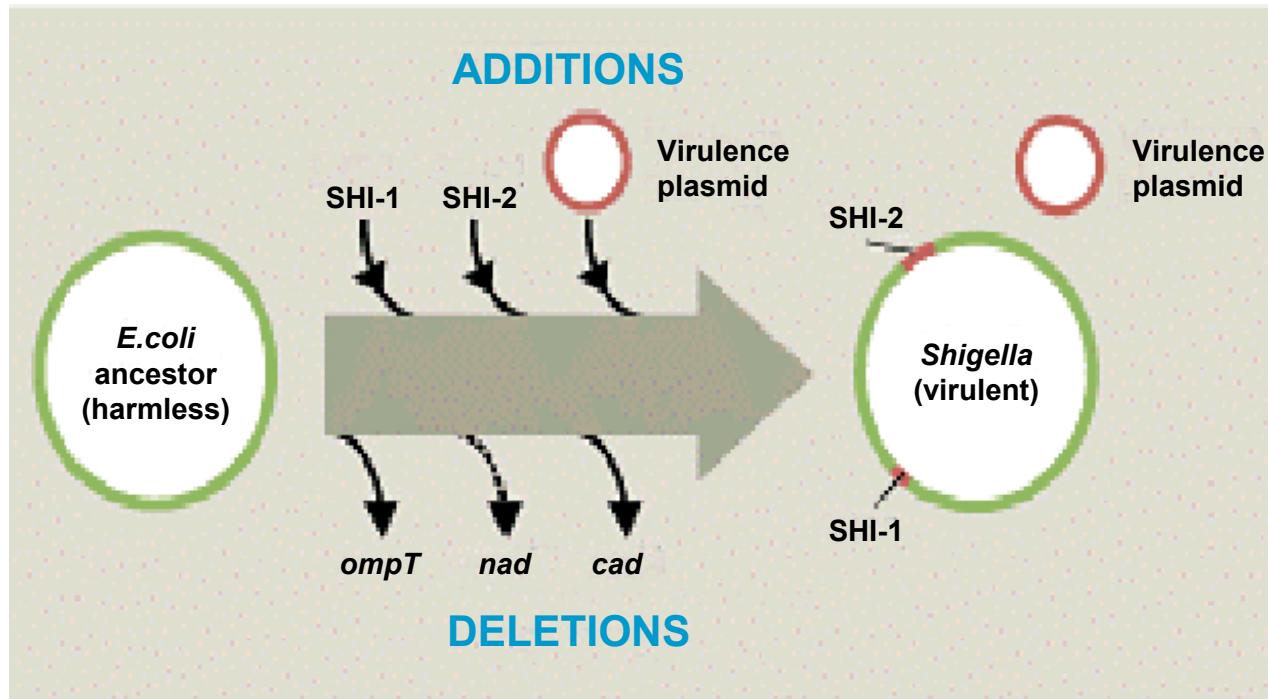 ADDITIONS
Virulence
plasmid
Virulence
plasmid
SHI-1
SHI-2
SHI-2
E.coli
ancestor
(harmless)
Shigella
(virulent)
SHI-1
ompT
nad
cad
DELETIONS